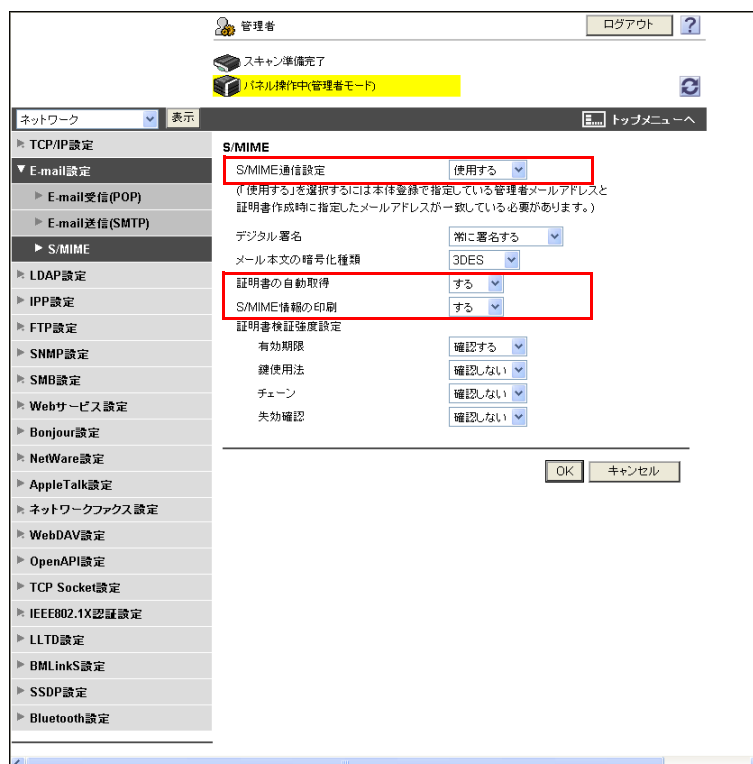 管理者
ログアウト
?
スキャン準備完了
パネル操作中(管理者モード)
ネットワーク
表示
トップメニューへ
TCP/IP設定
E-mail設定
E-mail受信(POP)
E-mail送信(SMTP)
S/MIME
LDAP設定
IPP設定
FTP設定
SNMP設定
SMB設定
Webサービス設定
Bonjour設定
NetWare設定
AppleTalk設定
ネットワークファクス設定
WebDAV設定
OpenAPI設定
TCP Socket設定
IEEE802.1X認証設定
LLTD設定
BMLinkS設定
SSDP設定
Bluetooth設定
S/MIME
S/MIME通信設定 使用する
(「使用する」を選択するには本体登録で指定している管理者メールアドレスと
証明書作成時に指定したメールアドレスが一致している必要があります。)
デジタル署名 常に署名する
メール本文の暗号化種類 3DES
証明書の自動取得 する
S/MIME情報の印刷 する
証明書検証強度設定
有効期限 確認する
鍵使用法 確認しない
チェーン 確認しない
失効確認 確認しない
OK キャンセル